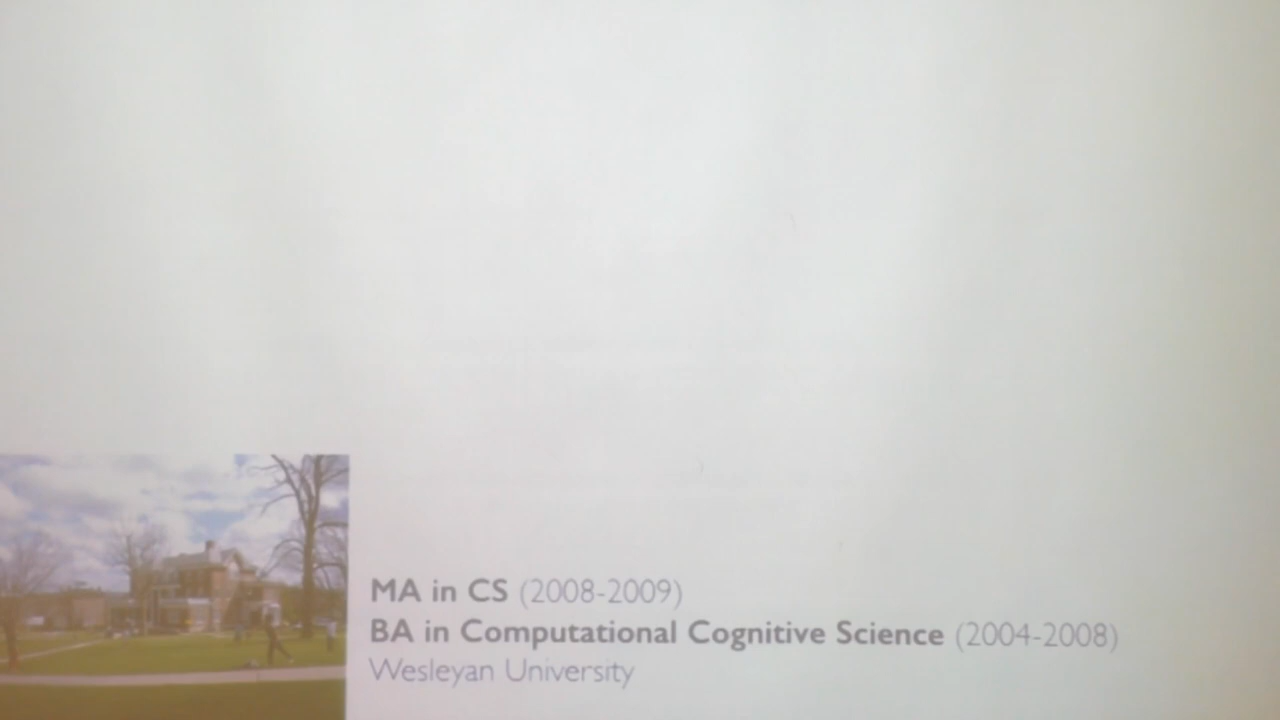 MA in CS (2008-2009)
BA in Computational Cognitive Science (2004-2008)
Wesleyan University